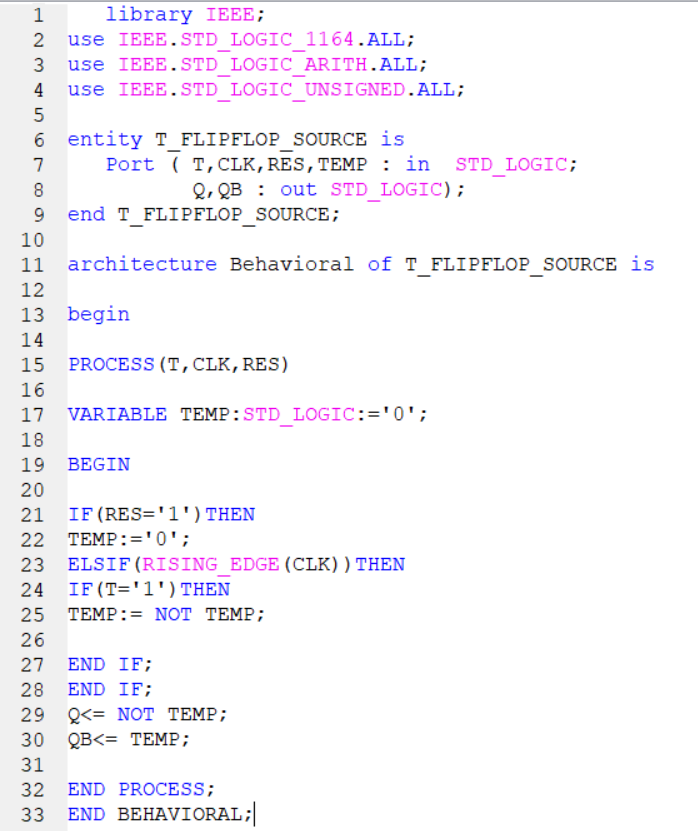 1 library IEEE;
2 use IEEE.STD_LOGIC_1164.ALL;
3 use IEEE.STD_LOGIC_ARITH.ALL;
4 use IEEE.STD_LOGIC_UNSIGNED.ALL;
5
6 entity T_FLIPFLOP_SOURCE is
7 Port ( T,CLK,RES,TEMP : in  STD_LOGIC;
8 Q,QB : out STD_LOGIC);
9 end T_FLIPFLOP_SOURCE;
10
11 architecture Behavioral of T_FLIPFLOP_SOURCE is
12
13 begin
14
15 PROCESS(T,CLK,RES)
16
17 VARIABLE TEMP:STD_LOGIC:='0';
18
19 BEGIN
20
21 IF(RES='1')THEN
22 TEMP:='0';
23 ELSIF(RISING_EDGE(CLK))THEN
24 IF(T='1')THEN
25 TEMP:= NOT TEMP;
26
27 END IF;
28 END IF;
29 Q<= NOT TEMP;
30 QB<= TEMP;
31
32 END PROCESS;
33 END BEHAVIORAL;